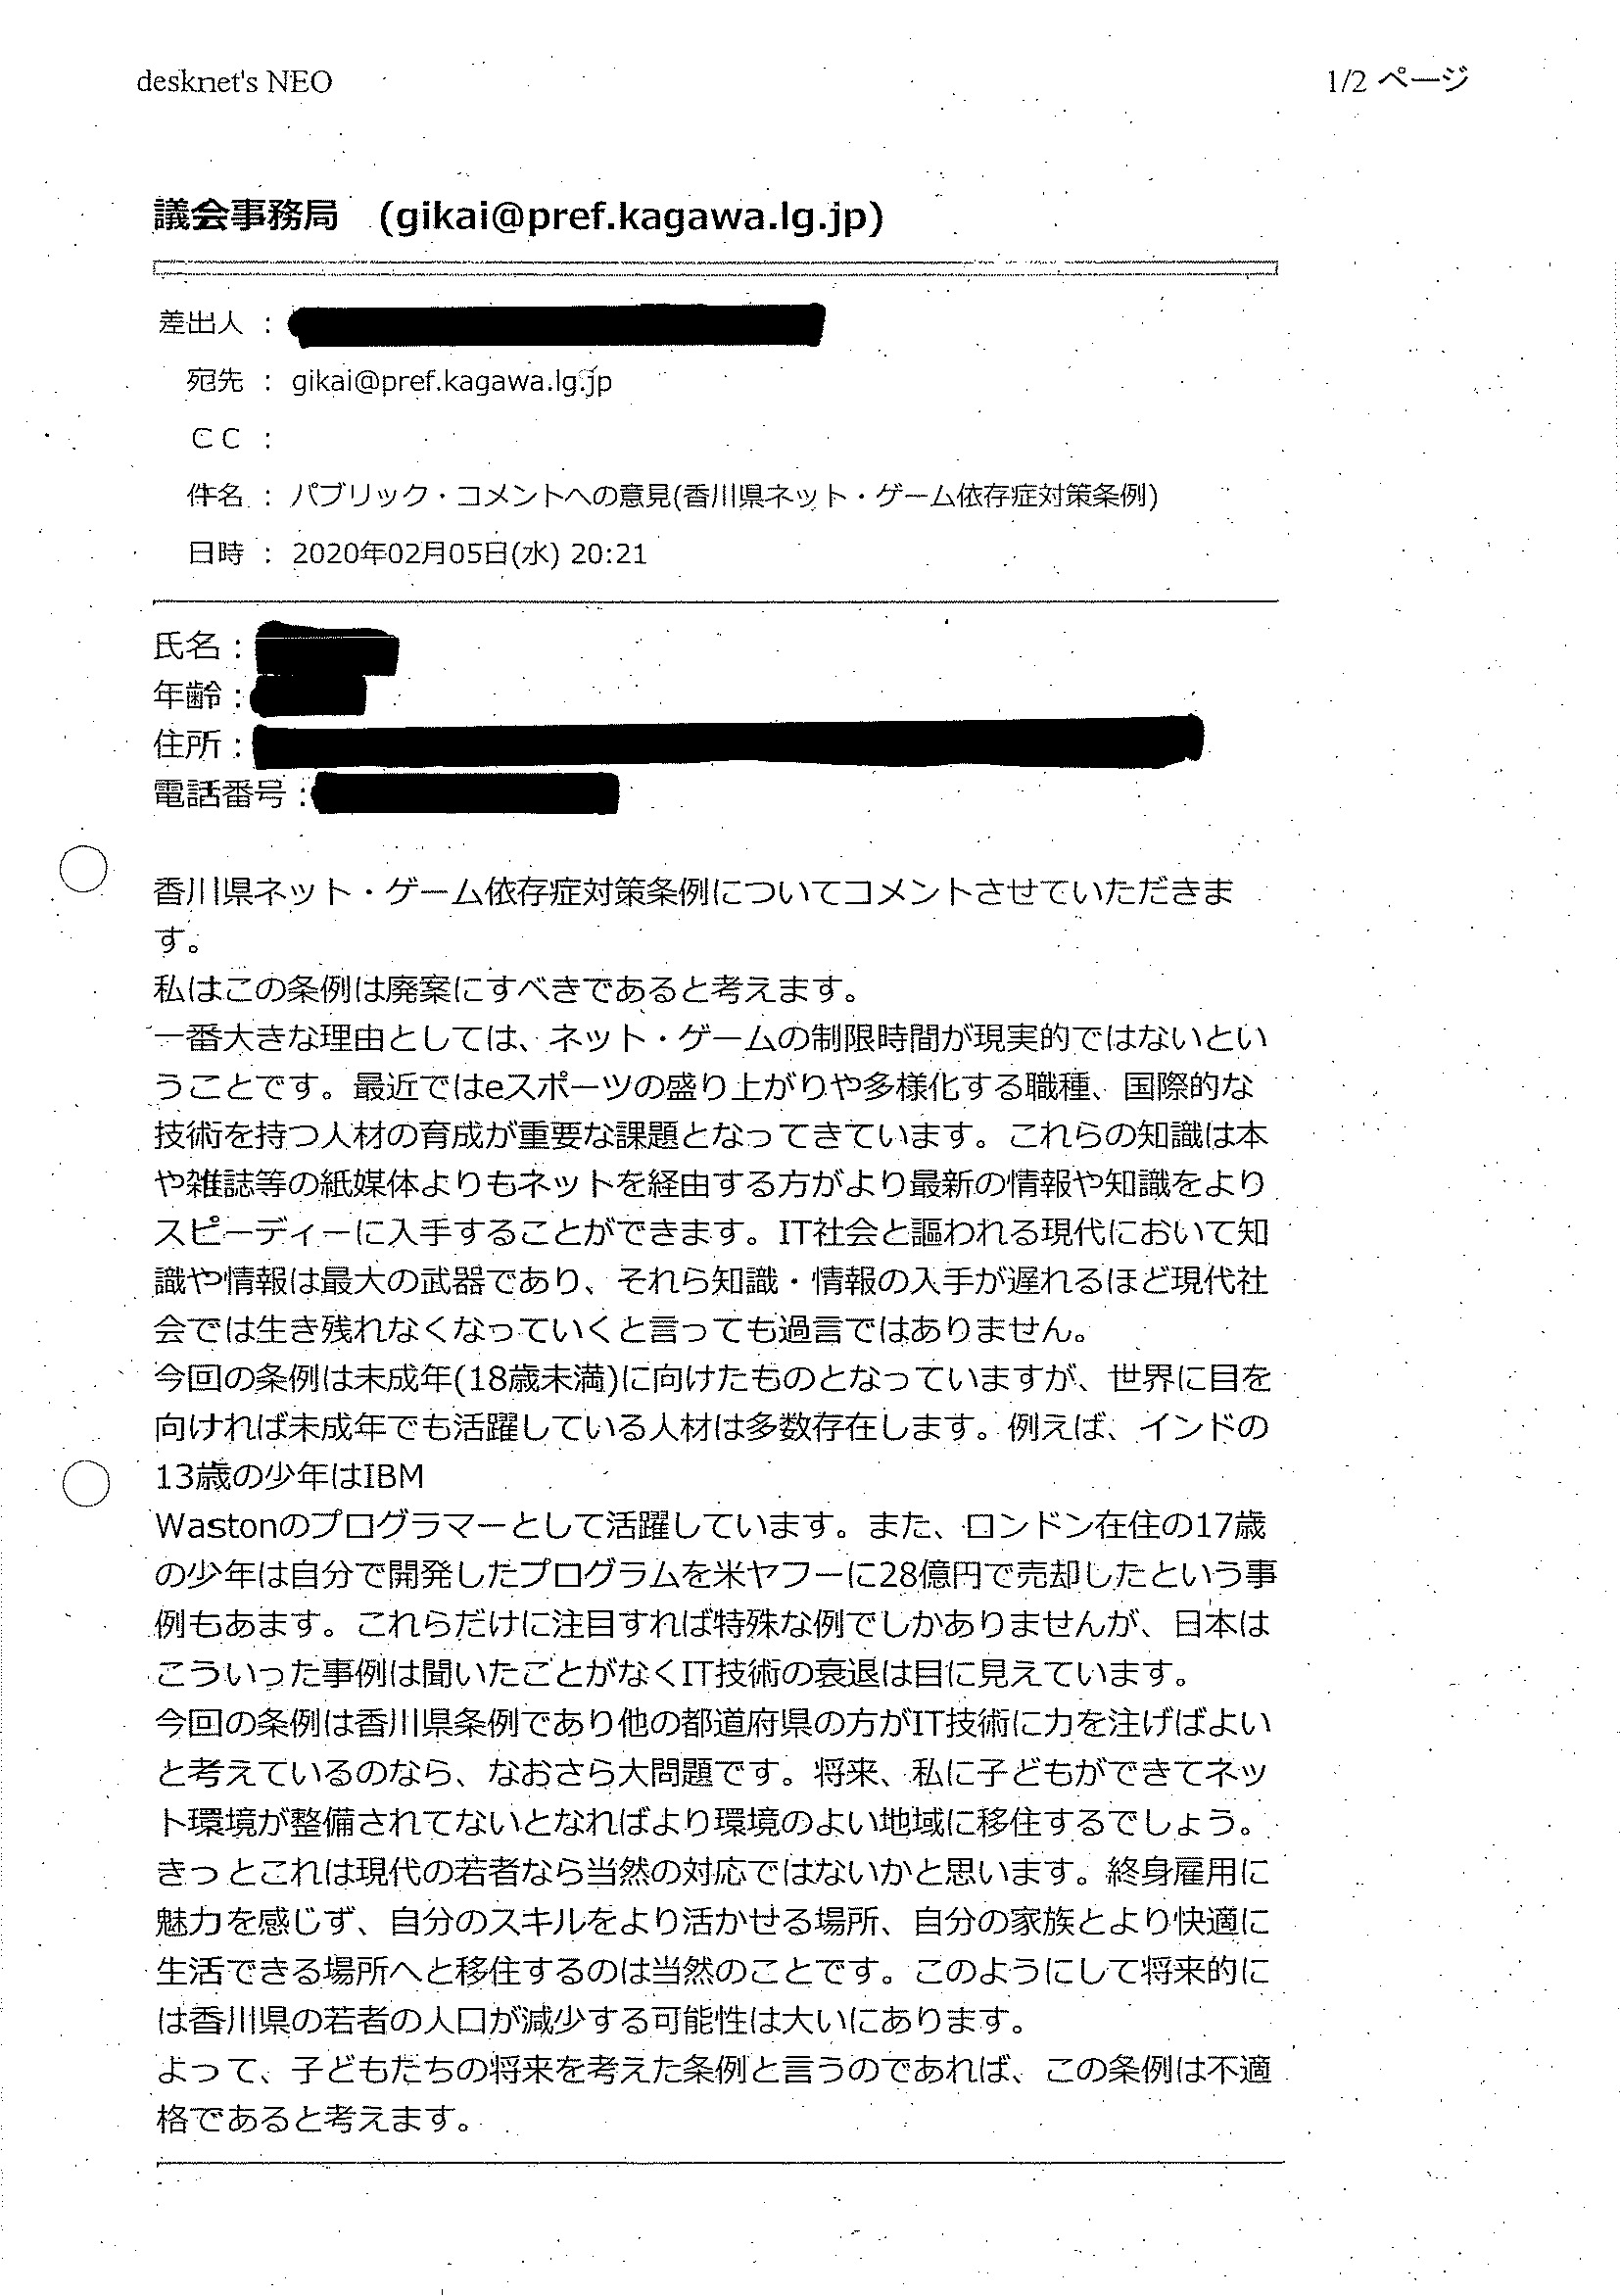 desknet's NEO
1/2 ページ
議会事務局 (gikai@pref.kagawa.lg.jp)
差出人 :
宛先 : gikai@pref.kagawa.lg.jp
ＣＣ :
件名 : パブリック・コメントへの意見(香川県ネット・ゲーム依存症対策条例)
日時 : 2020年02月05日(水) 20:21
氏名 :
年齢 :
住所 :
電話番号 :
香川県ネット・ゲーム依存症対策条例についてコメントさせていただきま
す。
私はこの条例は廃案にすべきであると考えます。
一番大きな理由としては、ネット・ゲームの制限時間が現実的ではないとい
うことです。最近ではeスポーツの盛り上がりや多様化する職種、国際的な
技術を持つ人材の育成が重要な課題となってきています。これらの知識は本
や雑誌等の紙媒体よりもネットを経由する方がより最新の情報や知識をより
スピーディーに入手することができます。IT社会と謳われる現代において知
識や情報は最大の武器であり、それら知識・情報の入手が遅れるほど現代社
会では生き残れなくなっていくと言っても過言ではありません。
今回の条例は未成年(18歳未満)に向けたものとなっていますが、世界に目を
向ければ未成年でも活躍している人材は多数存在します。例えば、インドの
13歳の少年はIBM
Wastonのプログラマーとして活躍しています。また、ロンドン在住の17歳
の少年は自分で開発したプログラムを米ヤフーに28億円で売却したという事
例もあます。これらだけに注目すれば特殊な例でしかありませんが、日本は
こういった事例は聞いたことがなくIT技術の衰退は目に見えています。
今回の条例は香川県条例であり他の都道府県の方がIT技術に力を注げばよい
と考えているのなら、なおさら大問題です。将来、私に子どもができてネッ
ト環境が整備されてないとなればより環境のよい地域に移住するでしょう。
きっとこれは現代の若者なら当然の対応ではないかと思います。終身雇用に
魅力を感じず、自分のスキルをより活かせる場所、自分の家族とより快適に
生活できる場所へと移住するのは当然のことです。このようにして将来的に
は香川県の若者の人口が減少する可能性は大いにあります。
よって、子どもたちの将来を考えた条例と言うのであれば、この条例は不適
格であると考えます。